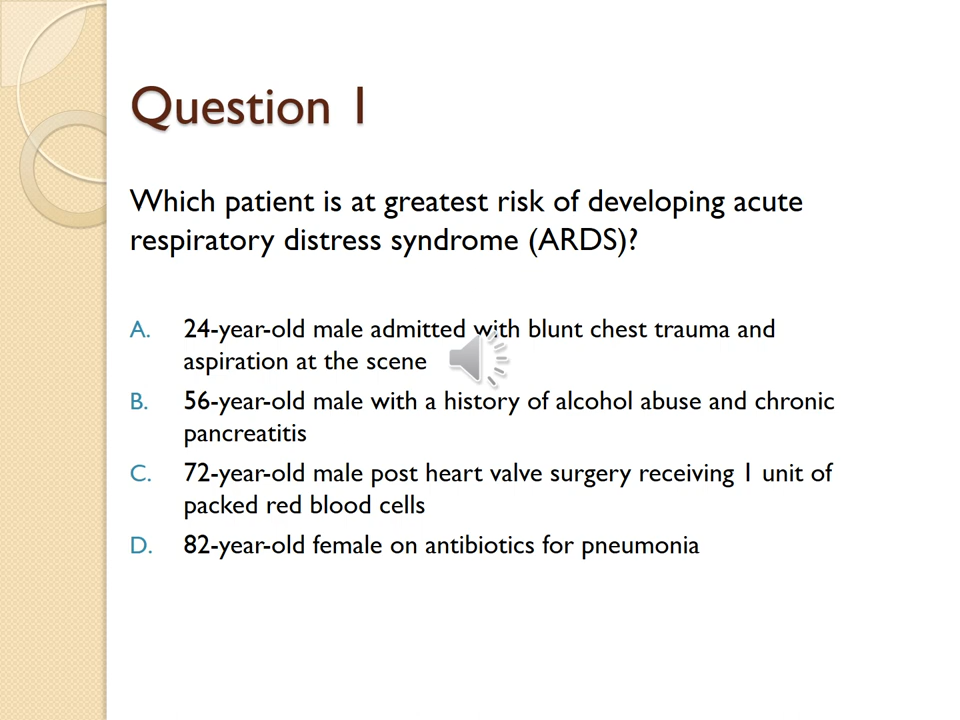 Question 1
Which patient is at greatest risk of developing acute
respiratory distress syndrome (ARDS)?
A. 24-year-old male admitted with blunt chest trauma and
aspiration at the scene
B. 56-year-old male with a history of alcohol abuse and chronic
pancreatitis
C. 72-year-old male post heart valve surgery receiving 1 unit of
packed red blood cells
D. 82-year-old female on antibiotics for pneumonia